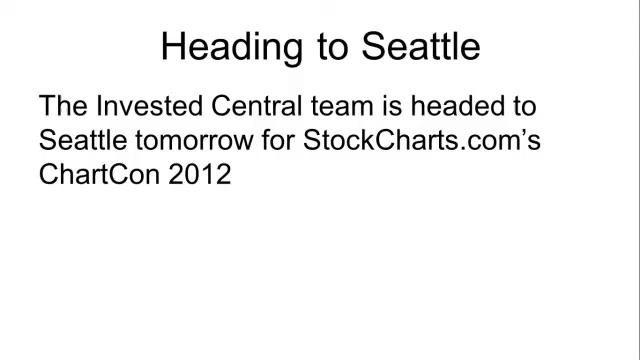 Heading to Seattle
The Invested Central team is headed to
Seattle tomorrow for StockCharts.com’s
ChartCon 2012